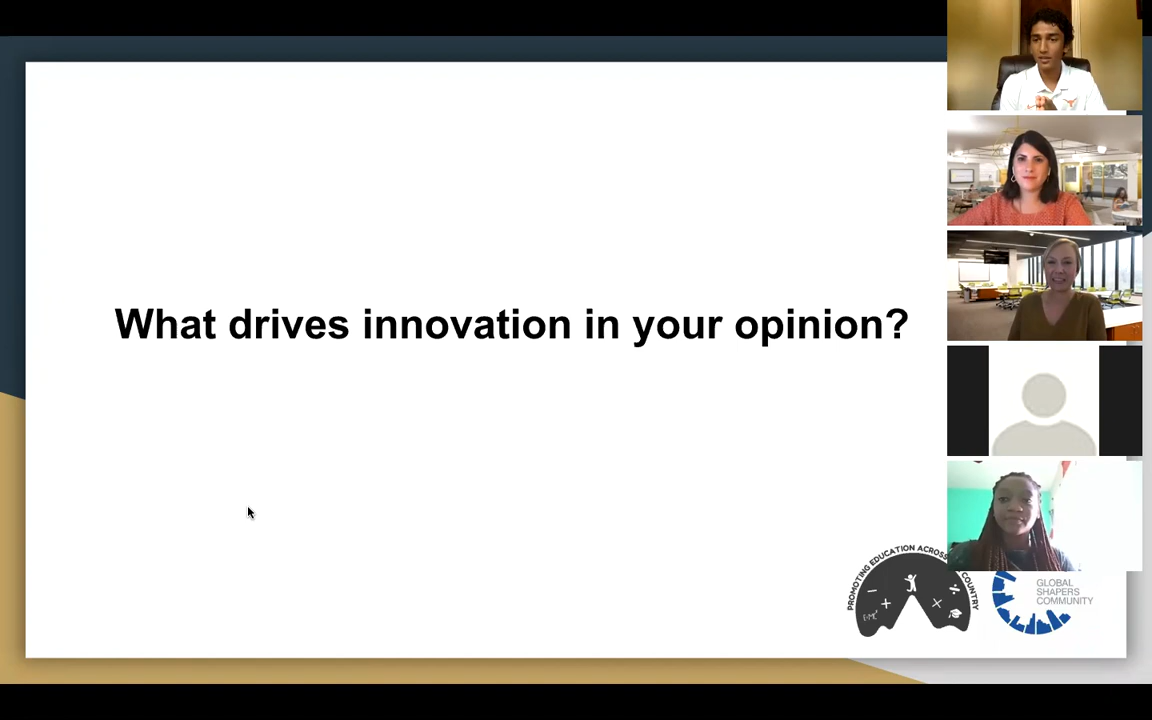 What drives innovation in your opinion?
PROMOTING EDUCATION ACROSS
COUNTRY
GLOBAL
SHAPERS
COMMUNITY